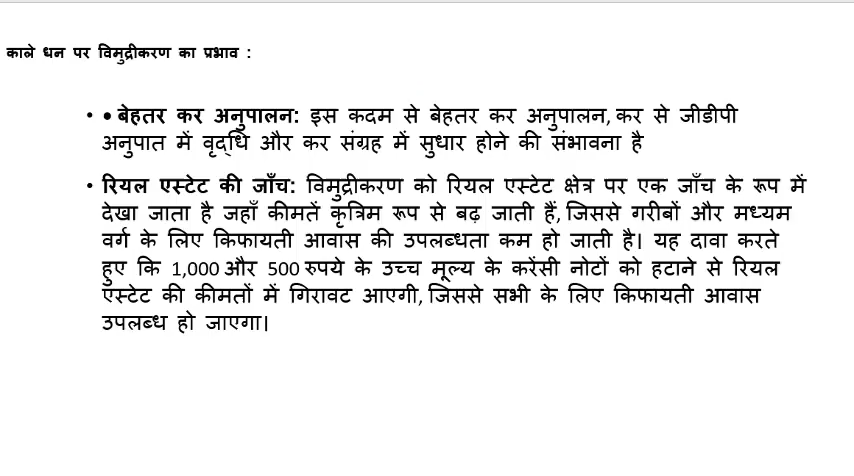 काले धन पर विमुद्रीकरण का प्रभाव :
• • बेहतर कर अनुपालन: इस कदम से बेहतर कर अनुपालन, कर से जीडीपी
अनुपात में वृद्धि और कर संग्रह में सुधार होने की संभावना है
• रियल एस्टेट की जाँच: विमुद्रीकरण को रियल एस्टेट क्षेत्र पर एक जाँच के रूप में
देखा जाता है जहाँ कीमतें कृत्रिम रूप से बढ़ जाती हैं, जिससे गरीबों और मध्यम
वर्ग के लिए किफायती आवास की उपलब्धता कम हो जाती है। यह दावा करते
हुए कि 1,000 और 500 रुपये के उच्च मूल्य के करेंसी नोटों को हटाने से रियल
एस्टेट की कीमतों में गिरावट आएगी, जिससे सभी के लिए किफायती आवास
उपलब्ध हो जाएगा।